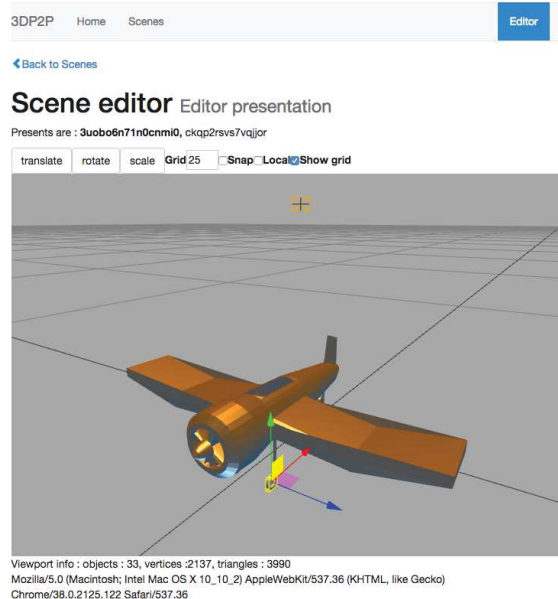 3DP2P Home Scenes Editor
Back to Scenes
Scene editor Editor presentation
Presents are : 3uobo6n71n0cnmi0, ckqp2rsvs7vqjjor
translate rotate scale Grid 25 Snap Local Show grid
Viewport info : objects : 33, vertices :2137, triangles : 3990
Mozilla/5.0 (Macintosh; Intel Mac OS X 10_10_2) AppleWebKit/537.36 (KHTML, like Gecko)
Chrome/38.0.2125.122 Safari/537.36